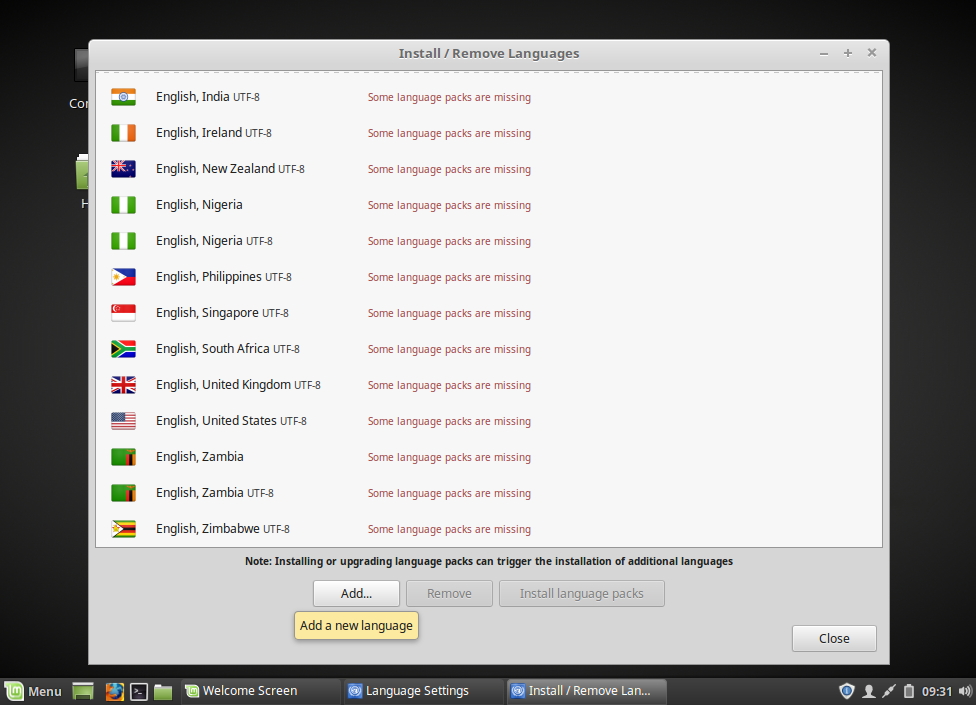 Install / Remove Languages
English, India UTF-8 Some language packs are missing
English, Ireland UTF-8 Some language packs are missing
English, New Zealand UTF-8 Some language packs are missing
English, Nigeria Some language packs are missing
English, Nigeria UTF-8 Some language packs are missing
English, Philippines UTF-8 Some language packs are missing
English, Singapore UTF-8 Some language packs are missing
English, South Africa UTF-8 Some language packs are missing
English, United Kingdom UTF-8 Some language packs are missing
English, United States UTF-8 Some language packs are missing
English, Zambia Some language packs are missing
English, Zambia UTF-8 Some language packs are missing
English, Zimbabwe UTF-8 Some language packs are missing
Note: Installing or upgrading language packs can trigger the installation of additional languages
Add... Remove Install language packs
Add a new language
Close
Menu Welcome Screen Language Settings Install / Remove Lan... 09:31